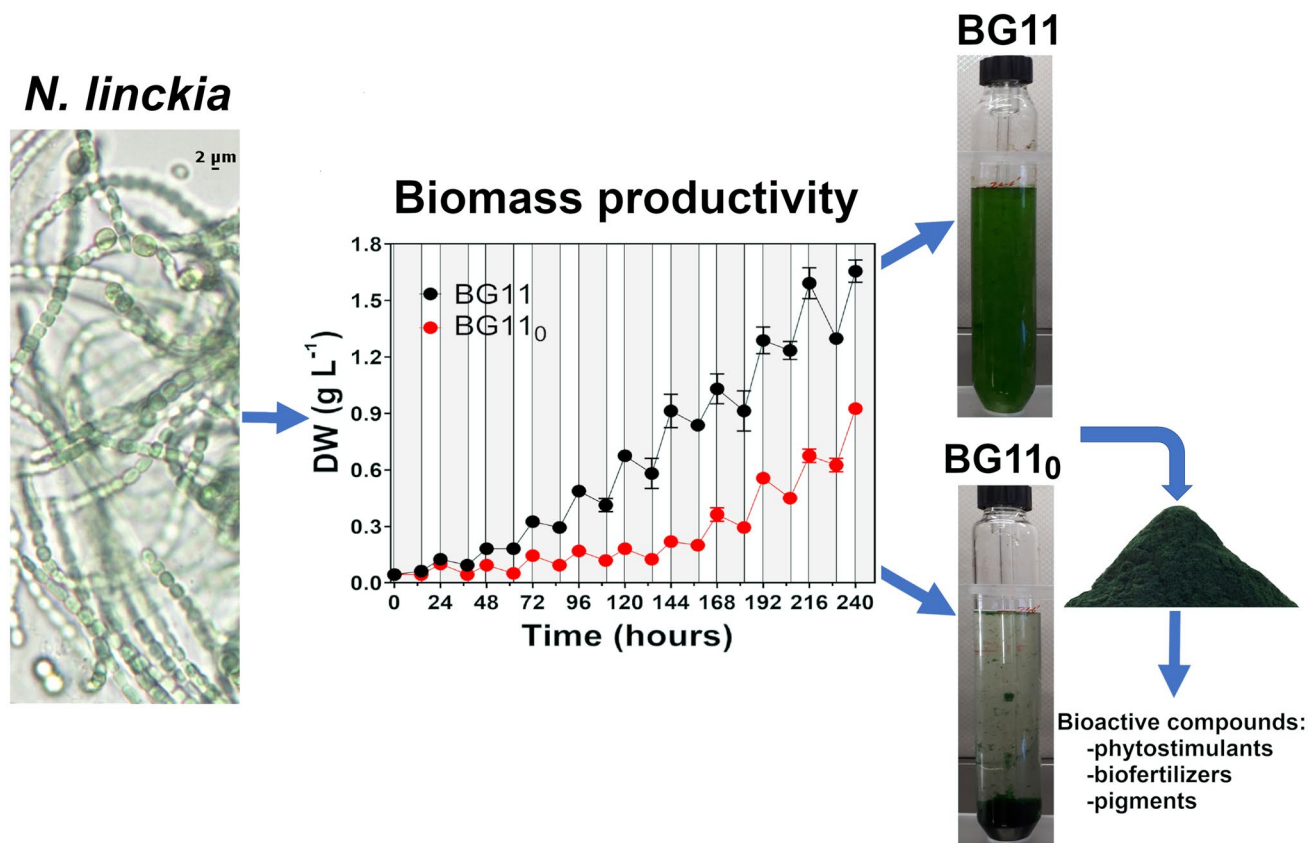 N. linckia
2 µm
Biomass productivity
DW (g L⁻¹)
1.8
1.5
1.2
0.9
0.6
0.3
0.0
BG11
BG11₀
0 24 48 72 96 120 144 168 192 216 240
Time (hours)
BG11
BG11₀
Bioactive compounds:
-phytostimulants
-biofertilizers
-pigments